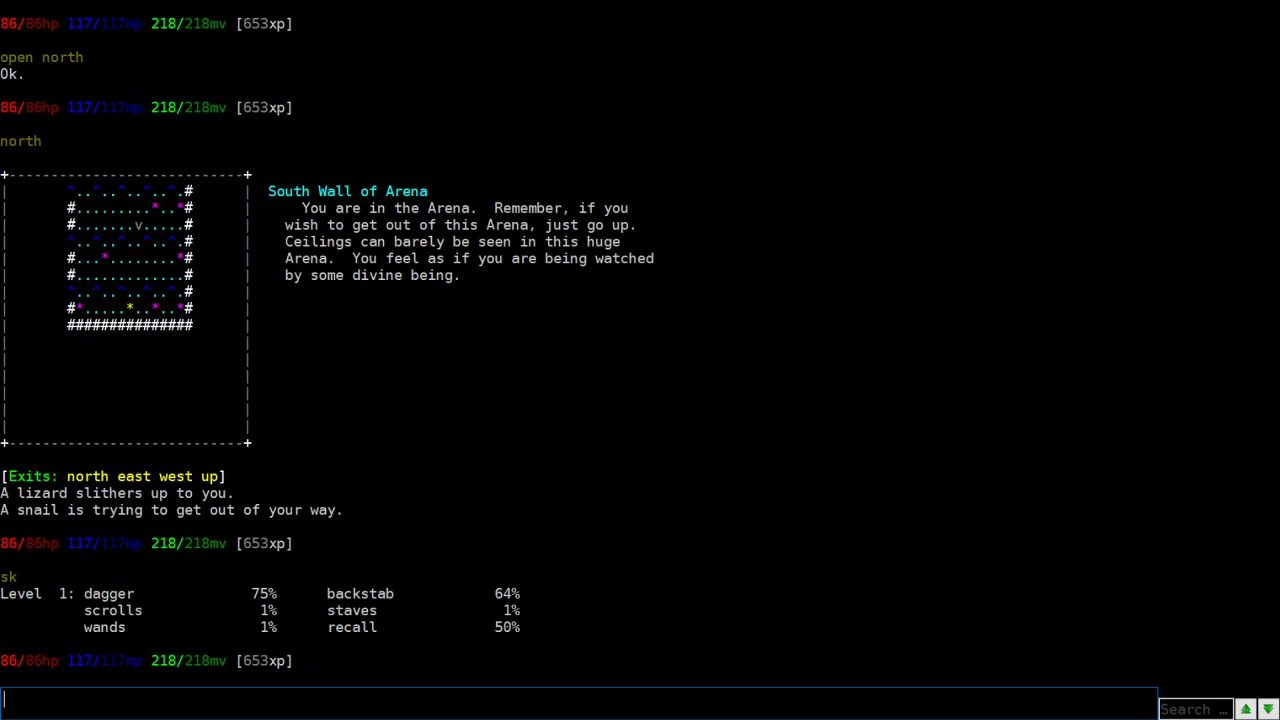 86/86hp 117/117mp 218/218mv [653xp]
open north
Ok.
86/86hp 117/117mp 218/218mv [653xp]
north
+----------------------------+
|       ^..^..^..^..^.#      |  South Wall of Arena
|       #.........*..*#      |      You are in the Arena.  Remember, if you
|       #.......v.....#      |    wish to get out of this Arena, just go up.
|       ^..^..^..^..^.#      |    Ceilings can barely be seen in this huge
|       #...*........*#      |    Arena.  You feel as if you are being watched
|       #.............#      |    by some divine being.
|       ^..^..^..^..^.#      |
|       #*.....*..*..*#      |
|       ###############      |
|                            |
|                            |
|                            |
|                            |
|                            |
|                            |
+----------------------------+
[Exits: north east west up]
A lizard slithers up to you.
A snail is trying to get out of your way.
86/86hp 117/117mp 218/218mv [653xp]
sk
Level  1: dagger                 75%       backstab            64%
          scrolls                 1%       staves               1%
          wands                   1%       recall              50%
86/86hp 117/117mp 218/218mv [653xp]
Search ...